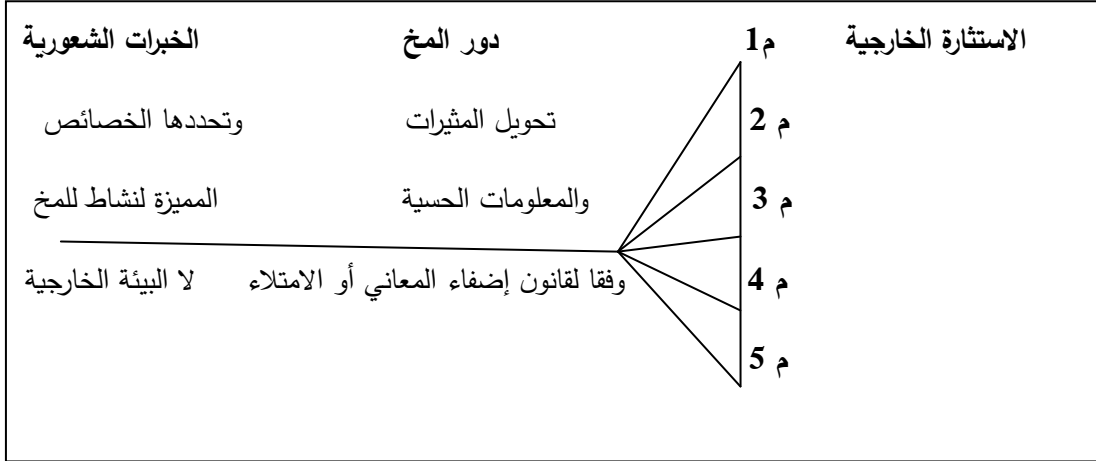 الاستثارة الخارجية م1 دور المخ الخبرات الشعورية
م 2 تحويل المثيرات وتحددها الخصائص
م 3 والمعلومات الحسية المميزة لنشاط للمخ
م 4 وفقا لقانون إضفاء المعاني أو الامتلاء لا البيئة الخارجية
م 5